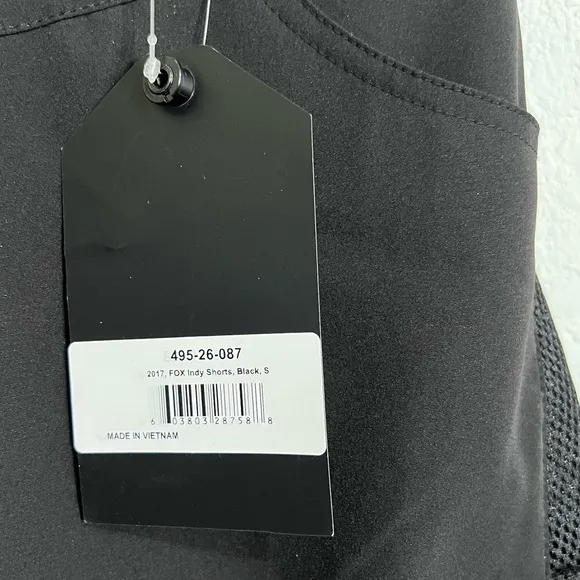 495-26-087
2017, FOX Indy Shorts, Black, S
6 03803 28758 8
MADE IN VIETNAM